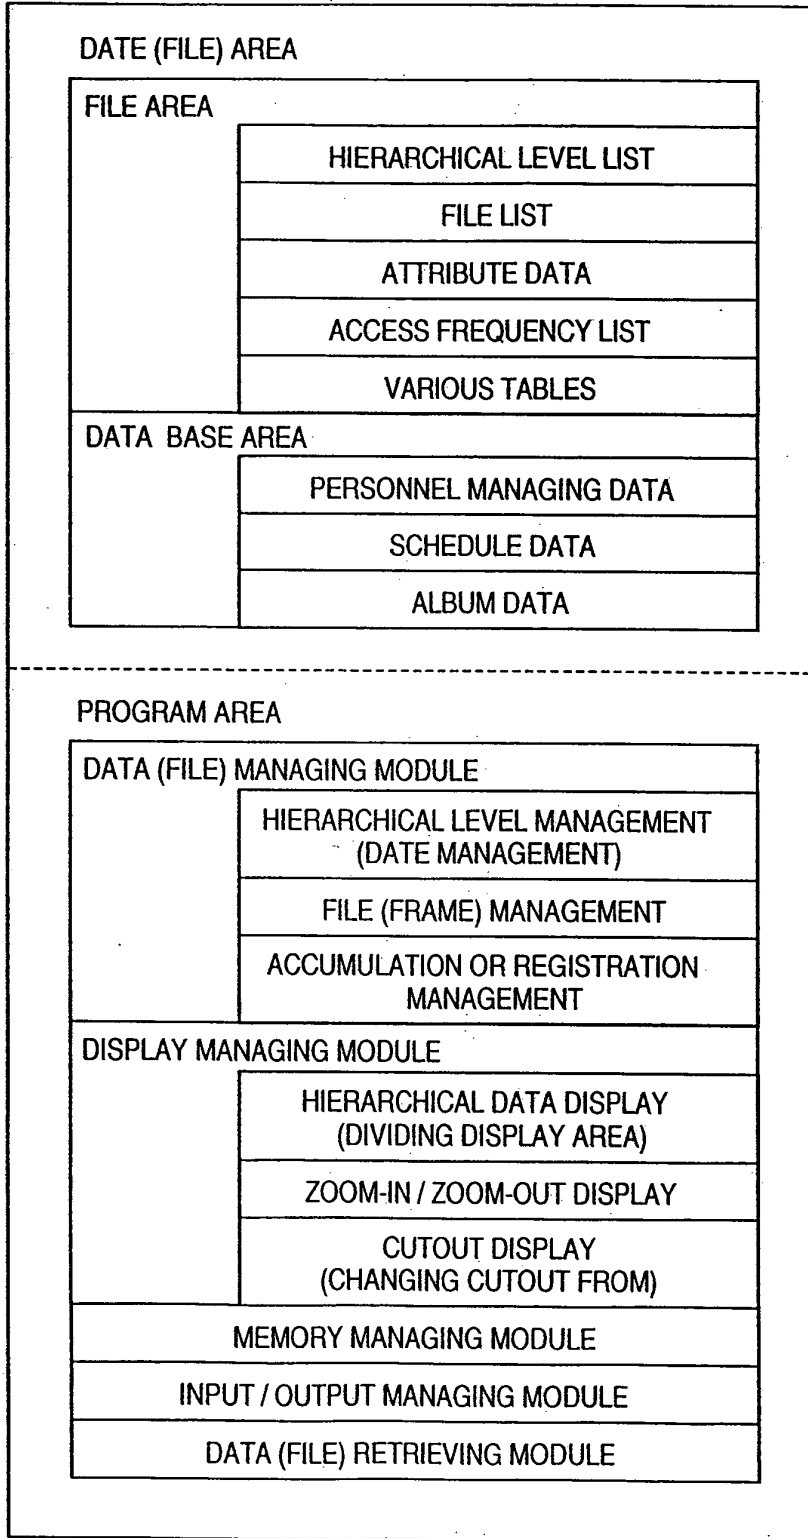 DATE (FILE) AREA
FILE AREA
HIERARCHICAL LEVEL LIST
FILE LIST
ATTRIBUTE DATA
ACCESS FREQUENCY LIST
VARIOUS TABLES
DATA BASE AREA
PERSONNEL MANAGING DATA
SCHEDULE DATA
ALBUM DATA
PROGRAM AREA
DATA (FILE) MANAGING MODULE
HIERARCHICAL LEVEL MANAGEMENT
(DATE MANAGEMENT)
FILE (FRAME) MANAGEMENT
ACCUMULATION OR REGISTRATION
MANAGEMENT
DISPLAY MANAGING MODULE
HIERARCHICAL DATA DISPLAY
(DIVIDING DISPLAY AREA)
ZOOM-IN / ZOOM-OUT DISPLAY
CUTOUT DISPLAY
(CHANGING CUTOUT FROM)
MEMORY MANAGING MODULE
INPUT / OUTPUT MANAGING MODULE
DATA (FILE) RETRIEVING MODULE